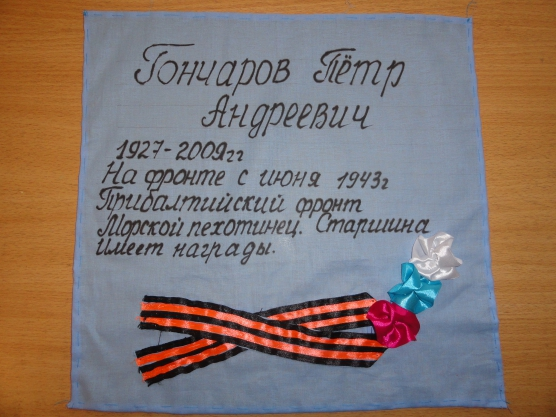 Гончаров Пётр
Андреевич
1927-2009гг
На фронте с июня 1943г
Прибалтийский фронт
Морской пехотинец. Старшина
Имеет награды.